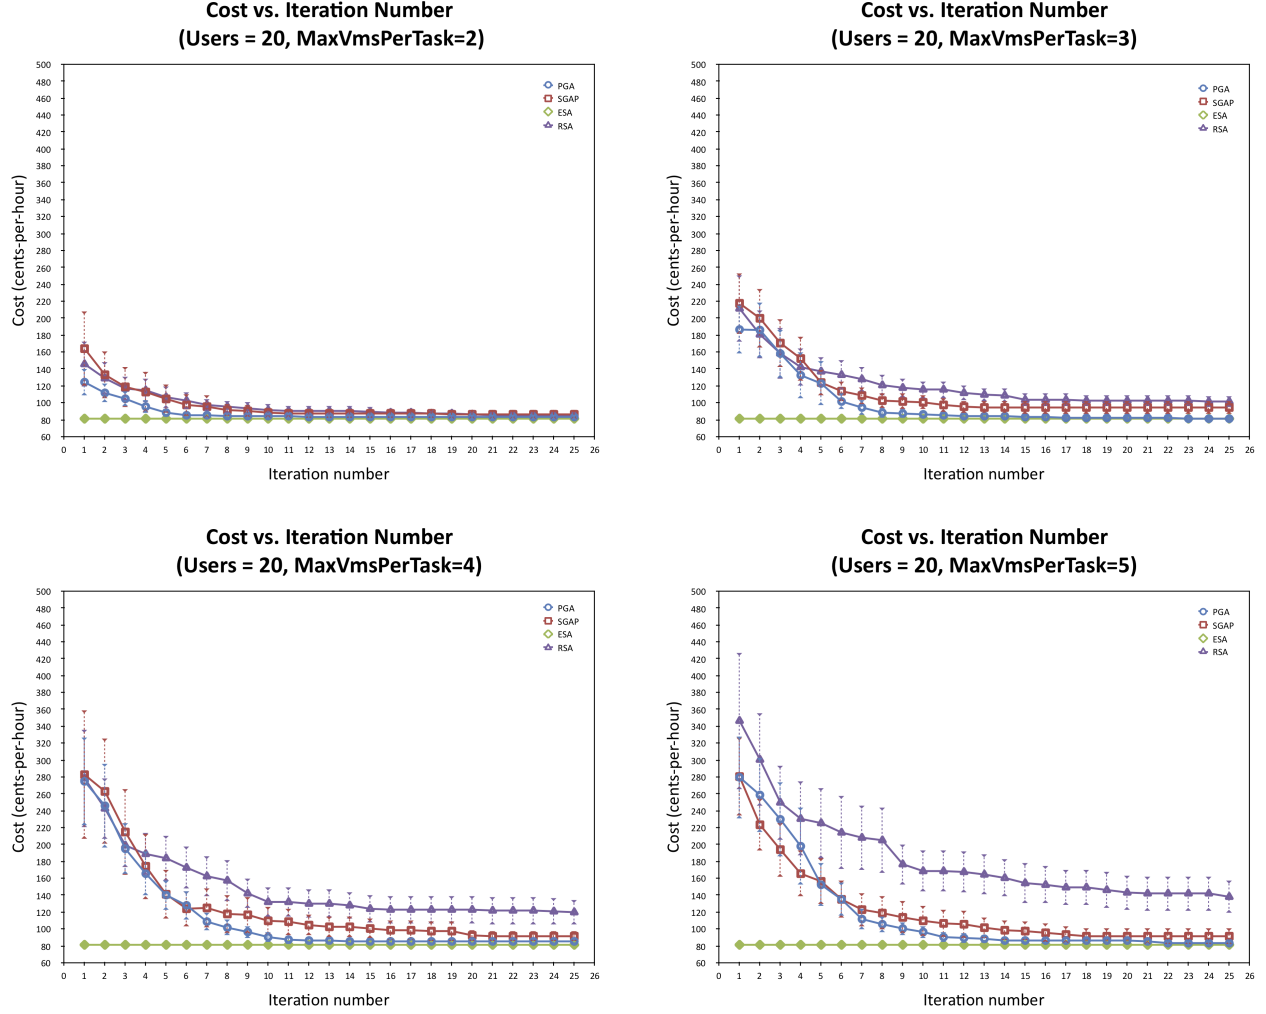 Cost vs. Iteration Number
(Users = 20, MaxVmsPerTask=2)
500
480
460
440
420
400
380
360
340
320
300
280
260
240
220
200
180
160
140
120
100
80
60
Cost (cents-per-hour)
PGA
SGAP
ESA
RSA
0 1 2 3 4 5 6 7 8 9 10 11 12 13 14 15 16 17 18 19 20 21 22 23 24 25 26
Iteration number
Cost vs. Iteration Number
(Users = 20, MaxVmsPerTask=3)
500
480
460
440
420
400
380
360
340
320
300
280
260
240
220
200
180
160
140
120
100
80
60
Cost (cents-per-hour)
PGA
SGAP
ESA
RSA
0 1 2 3 4 5 6 7 8 9 10 11 12 13 14 15 16 17 18 19 20 21 22 23 24 25 26
Iteration number
Cost vs. Iteration Number
(Users = 20, MaxVmsPerTask=4)
500
480
460
440
420
400
380
360
340
320
300
280
260
240
220
200
180
160
140
120
100
80
60
Cost (cents-per-hour)
PGA
SGAP
ESA
RSA
0 1 2 3 4 5 6 7 8 9 10 11 12 13 14 15 16 17 18 19 20 21 22 23 24 25 26
Iteration number
Cost vs. Iteration Number
(Users = 20, MaxVmsPerTask=5)
500
480
460
440
420
400
380
360
340
320
300
280
260
240
220
200
180
160
140
120
100
80
60
Cost (cents-per-hour)
PGA
SGAP
ESA
RSA
0 1 2 3 4 5 6 7 8 9 10 11 12 13 14 15 16 17 18 19 20 21 22 23 24 25 26
Iteration number